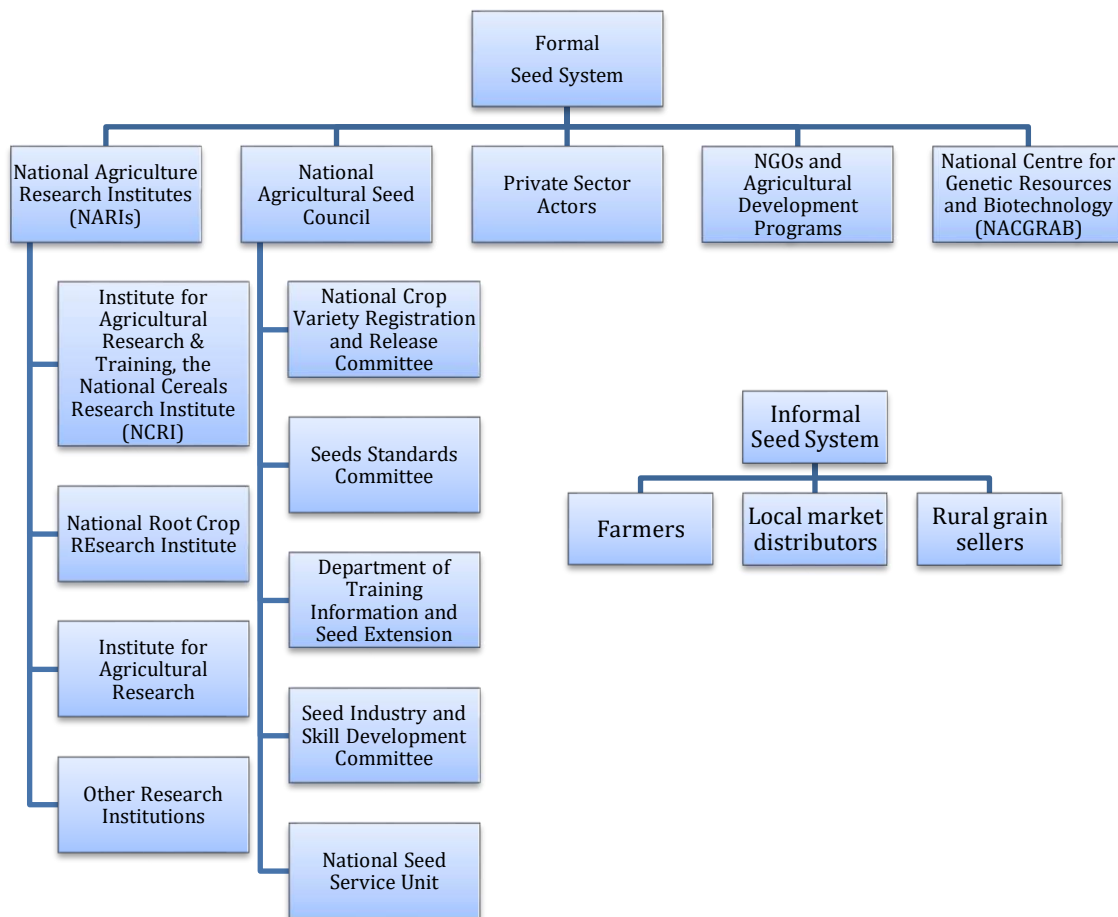 Formal
Seed System
National Agriculture
Research Institutes
(NARIs)
National
Agricultural Seed
Council
Private Sector
Actors
NGOs and
Agricultural
Development
Programs
National Centre for
Genetic Resources
and Biotechnology
(NACGRAB)
Institute for
Agricultural
Research &
Training, the
National Cereals
Research Institute
(NCRI)
National Root Crop
REsearch Institute
Institute for
Agricultural
Research
Other Research
Institutions
National Crop
Variety Registration
and Release
Committee
Seeds Standards
Committee
Department of
Training
Information and
Seed Extension
Seed Industry and
Skill Development
Committee
National Seed
Service Unit
Informal
Seed System
Farmers
Local market
distributors
Rural grain
sellers